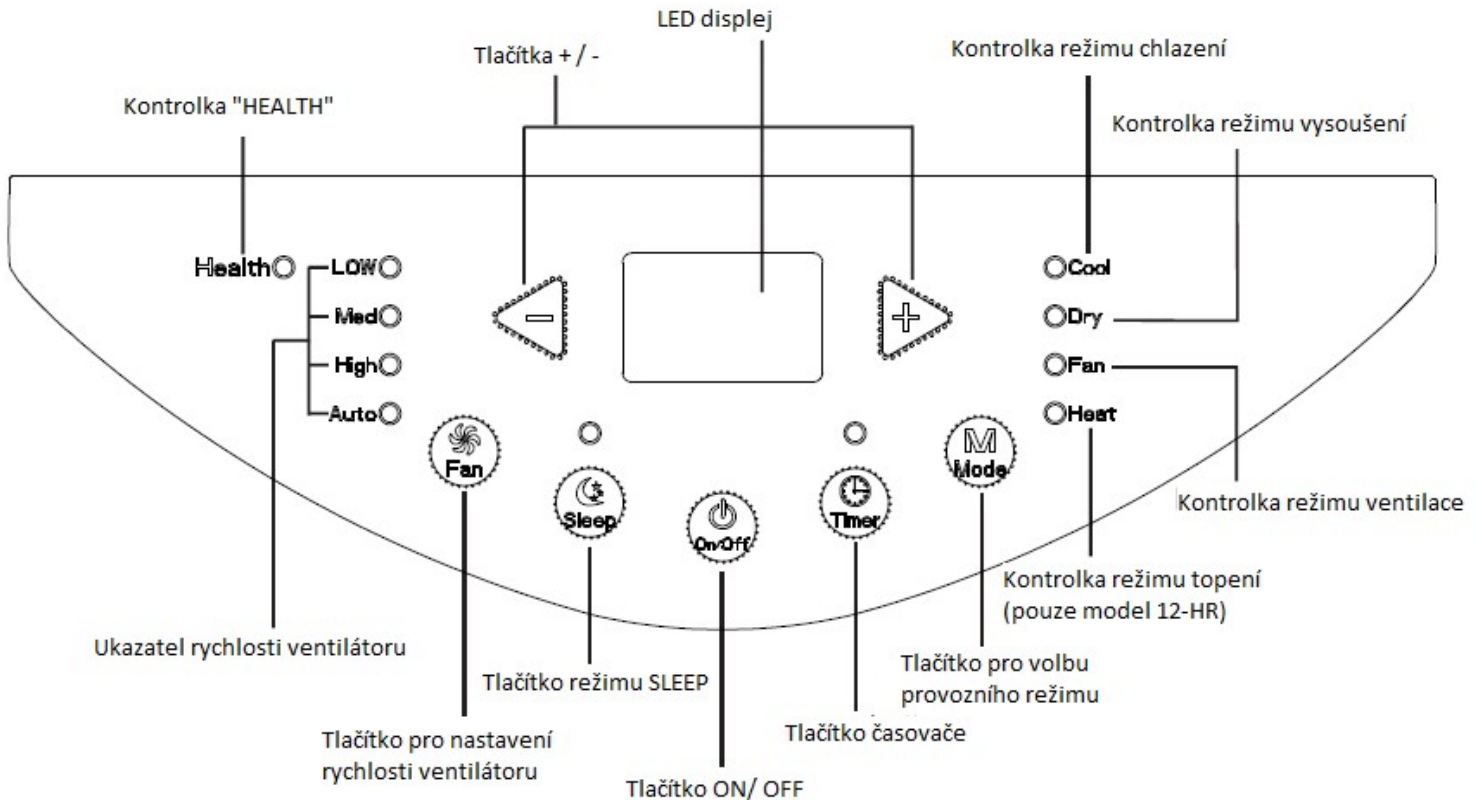 LED displej
Tlačítka + / -
Kontrolka režimu chlazení
Kontrolka "HEALTH"
Kontrolka režimu vysoušení
Health
LOW
Med
High
Auto
−
+
Cool
Dry
Fan
Heat
Fan
Sleep
On/Off
Timer
M
Mode
Kontrolka režimu ventilace
Kontrolka režimu topení
(pouze model 12-HR)
Ukazatel rychlosti ventilátoru
Tlačítko režimu SLEEP
Tlačítko pro volbu
provozního režimu
Tlačítko pro nastavení
rychlosti ventilátoru
Tlačítko časovače
Tlačítko ON/ OFF